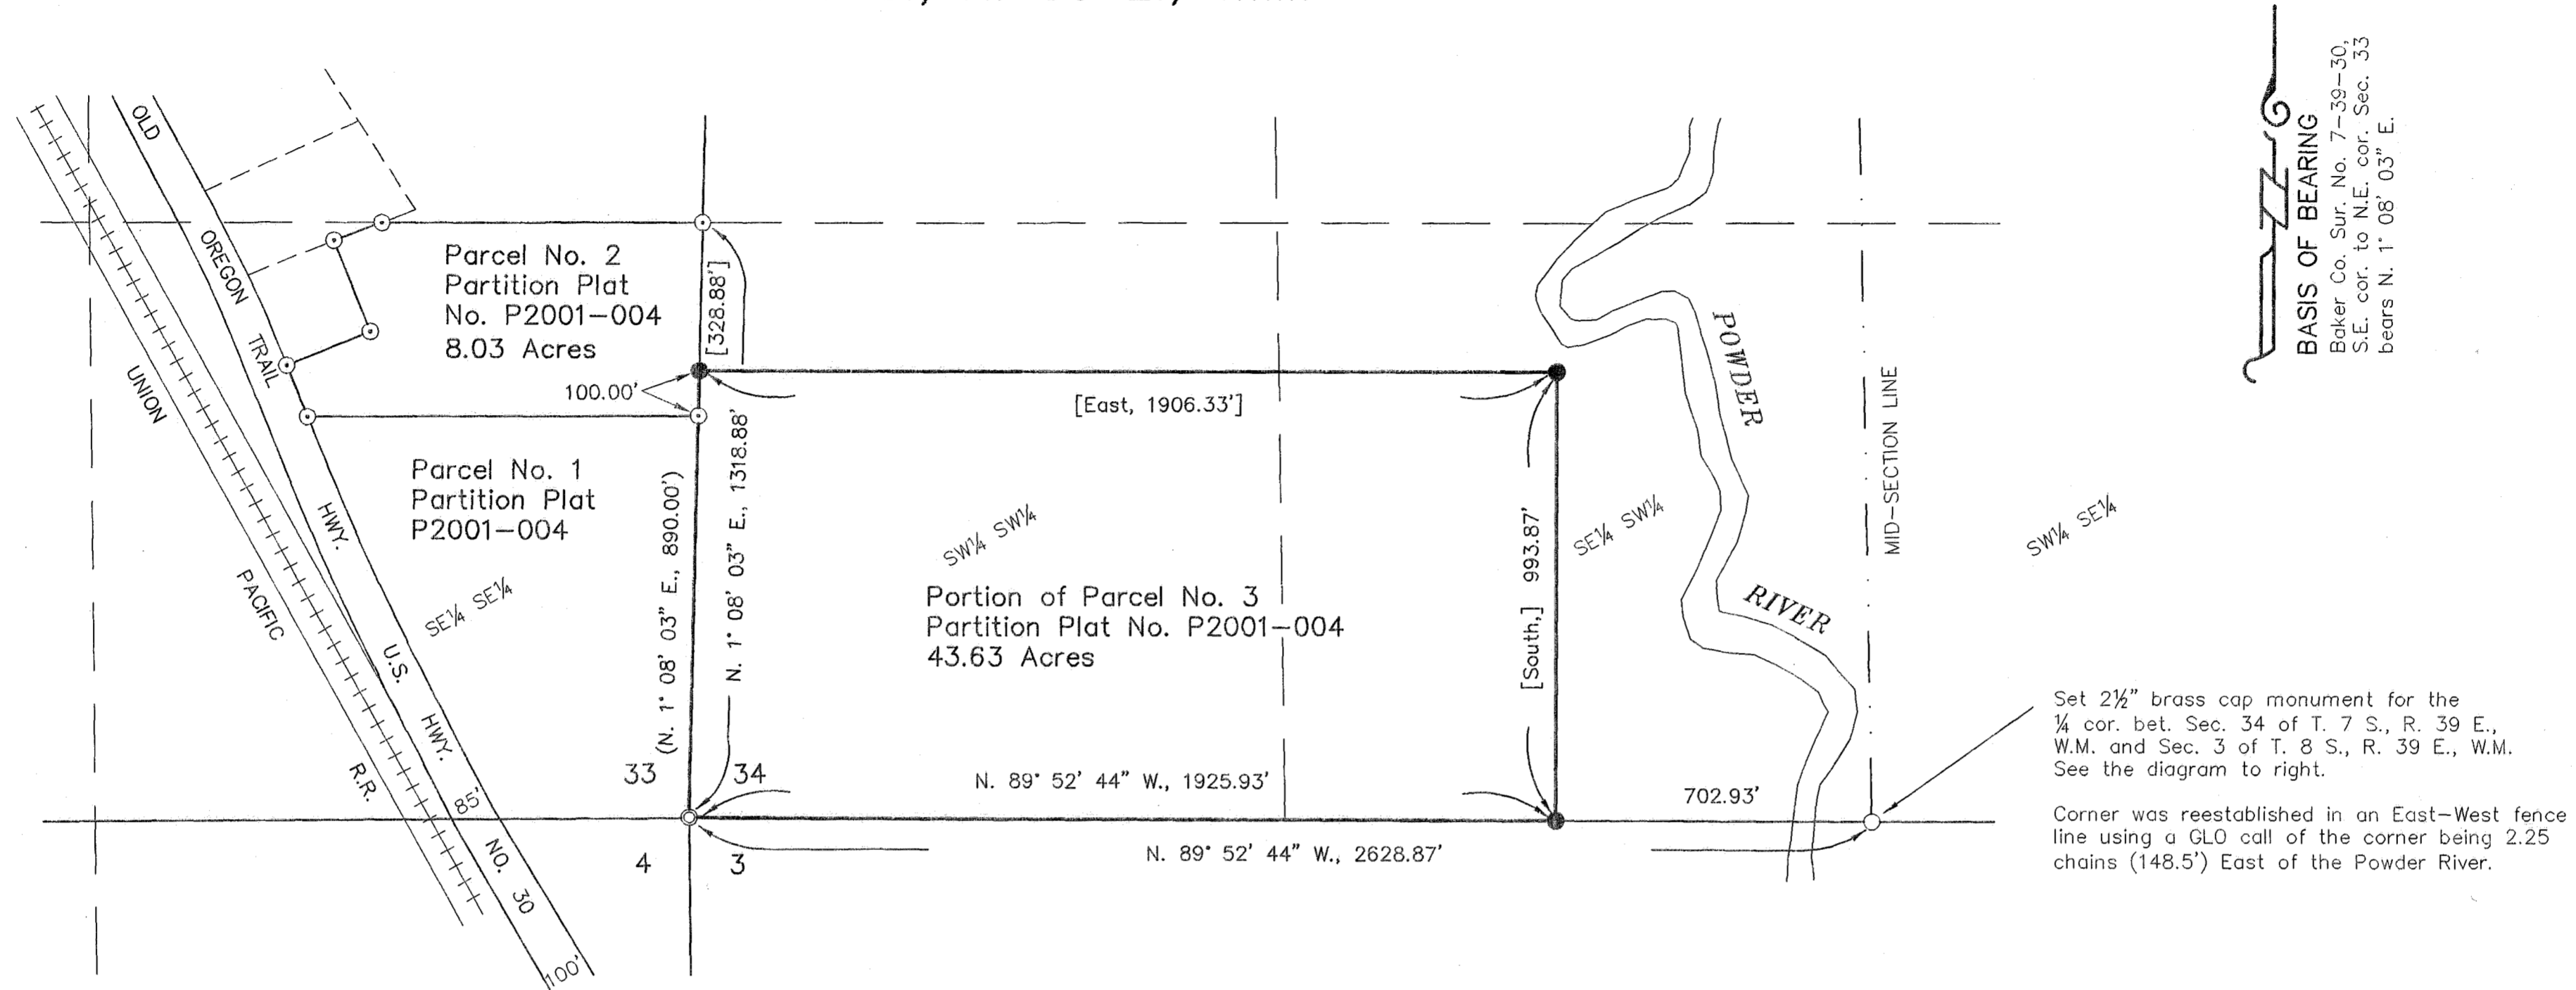 BASIS OF BEARING
Baker Co. Sur. No. 7-39-30,
S.E. cor. to N.E. cor. Sec. 33
bears N. 1° 08' 03" E.
OLD
OREGON
TRAIL
HWY.
U.S.
HWY.
NO. 30
85'
100'
UNION
PACIFIC
R.R.
Parcel No. 2
Partition Plat
No. P2001-004
8.03 Acres
[328.88']
100.00'
Parcel No. 1
Partition Plat
P2001-004
SE¼ SE¼
(N. 1° 08' 03" E., 890.00')
N. 1° 08' 03" E., 1318.88'
[East, 1906.33']
SW¼ SW¼
Portion of Parcel No. 3
Partition Plat No. P2001-004
43.63 Acres
[South,] 993.87'
SE¼ SW¼
POWDER
RIVER
MID-SECTION LINE
SW¼ SE¼
33
34
4
3
N. 89° 52' 44" W., 1925.93'
702.93'
N. 89° 52' 44" W., 2628.87'
Set 2½" brass cap monument for the
¼ cor. bet. Sec. 34 of T. 7 S., R. 39 E.,
W.M. and Sec. 3 of T. 8 S., R. 39 E., W.M.
See the diagram to right.
Corner was reestablished in an East-West fence
line using a GLO call of the corner being 2.25
chains (148.5') East of the Powder River.